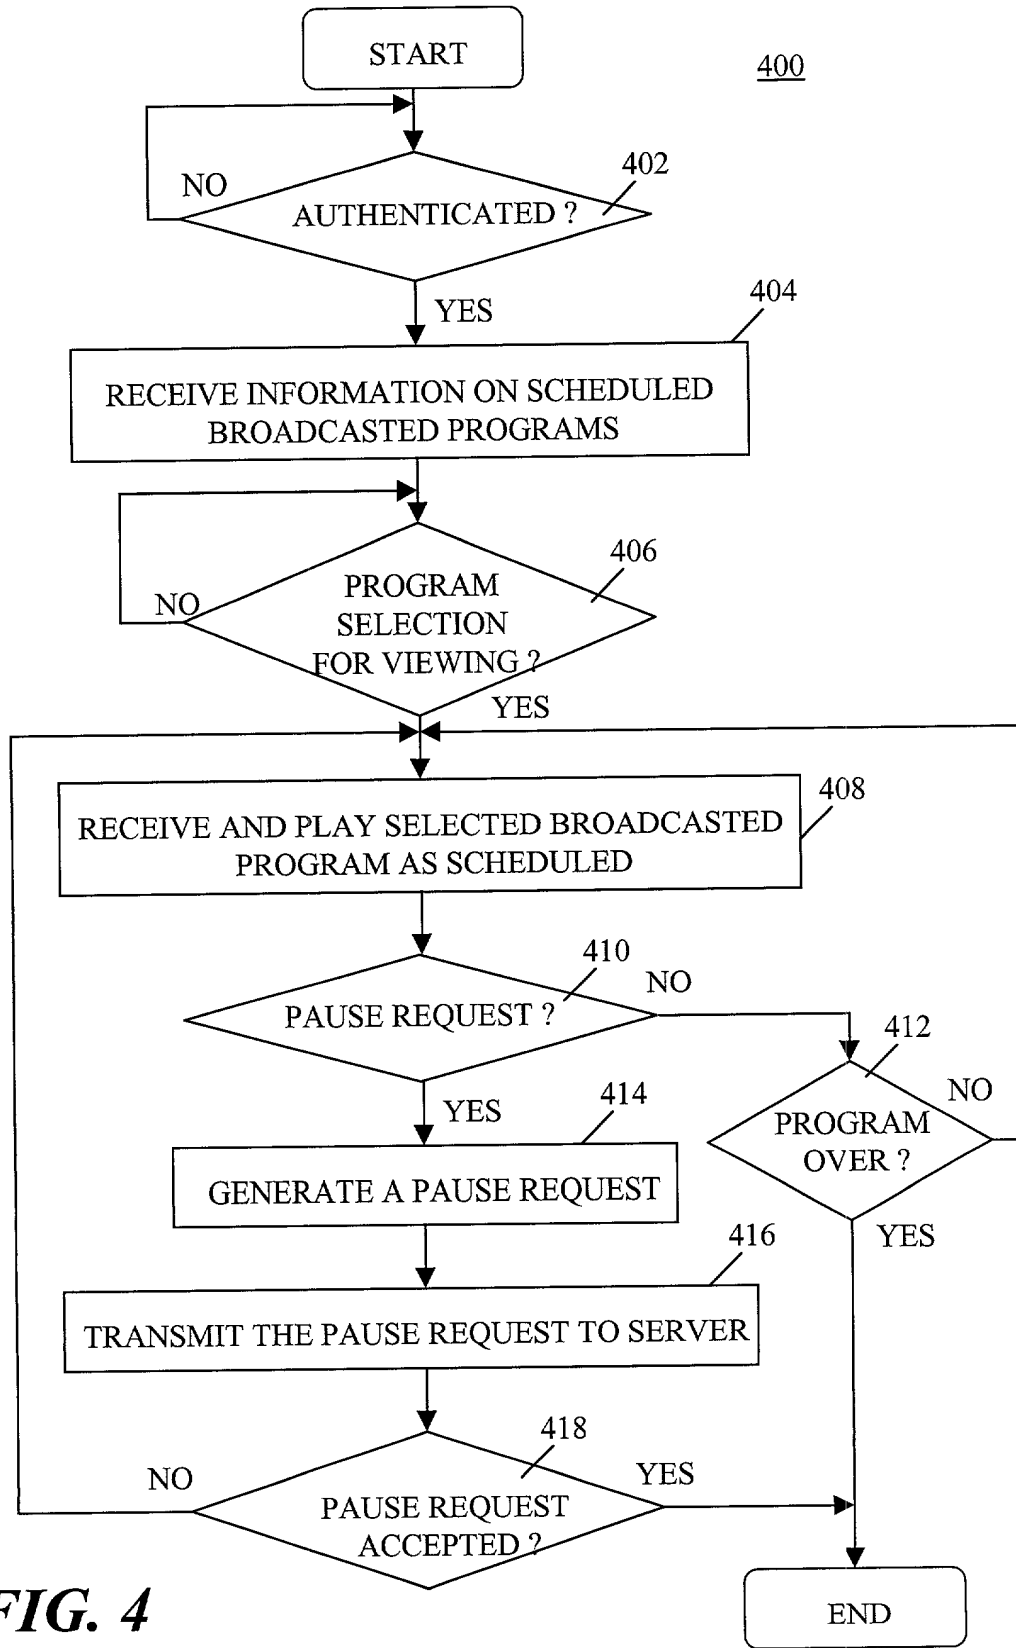 START
400
402
NO
AUTHENTICATED ?
YES
404
RECEIVE INFORMATION ON SCHEDULED
BROADCASTED PROGRAMS
406
NO
PROGRAM
SELECTION
FOR VIEWING ?
YES
408
RECEIVE AND PLAY SELECTED BROADCASTED
PROGRAM AS SCHEDULED
410
NO
PAUSE REQUEST ?
412
YES
NO
414
PROGRAM
OVER ?
GENERATE A PAUSE REQUEST
YES
416
TRANSMIT THE PAUSE REQUEST TO SERVER
418
NO
YES
PAUSE REQUEST
ACCEPTED ?
FIG. 4
END